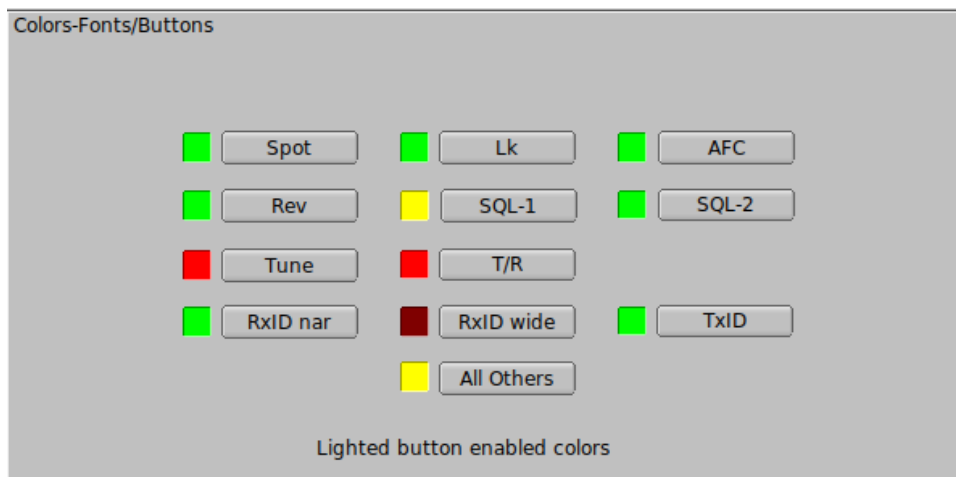 Colors-Fonts/Buttons
Spot Lk AFC
Rev SQL-1 SQL-2
Tune T/R
RxID nar RxID wide TxID
All Others
Lighted button enabled colors